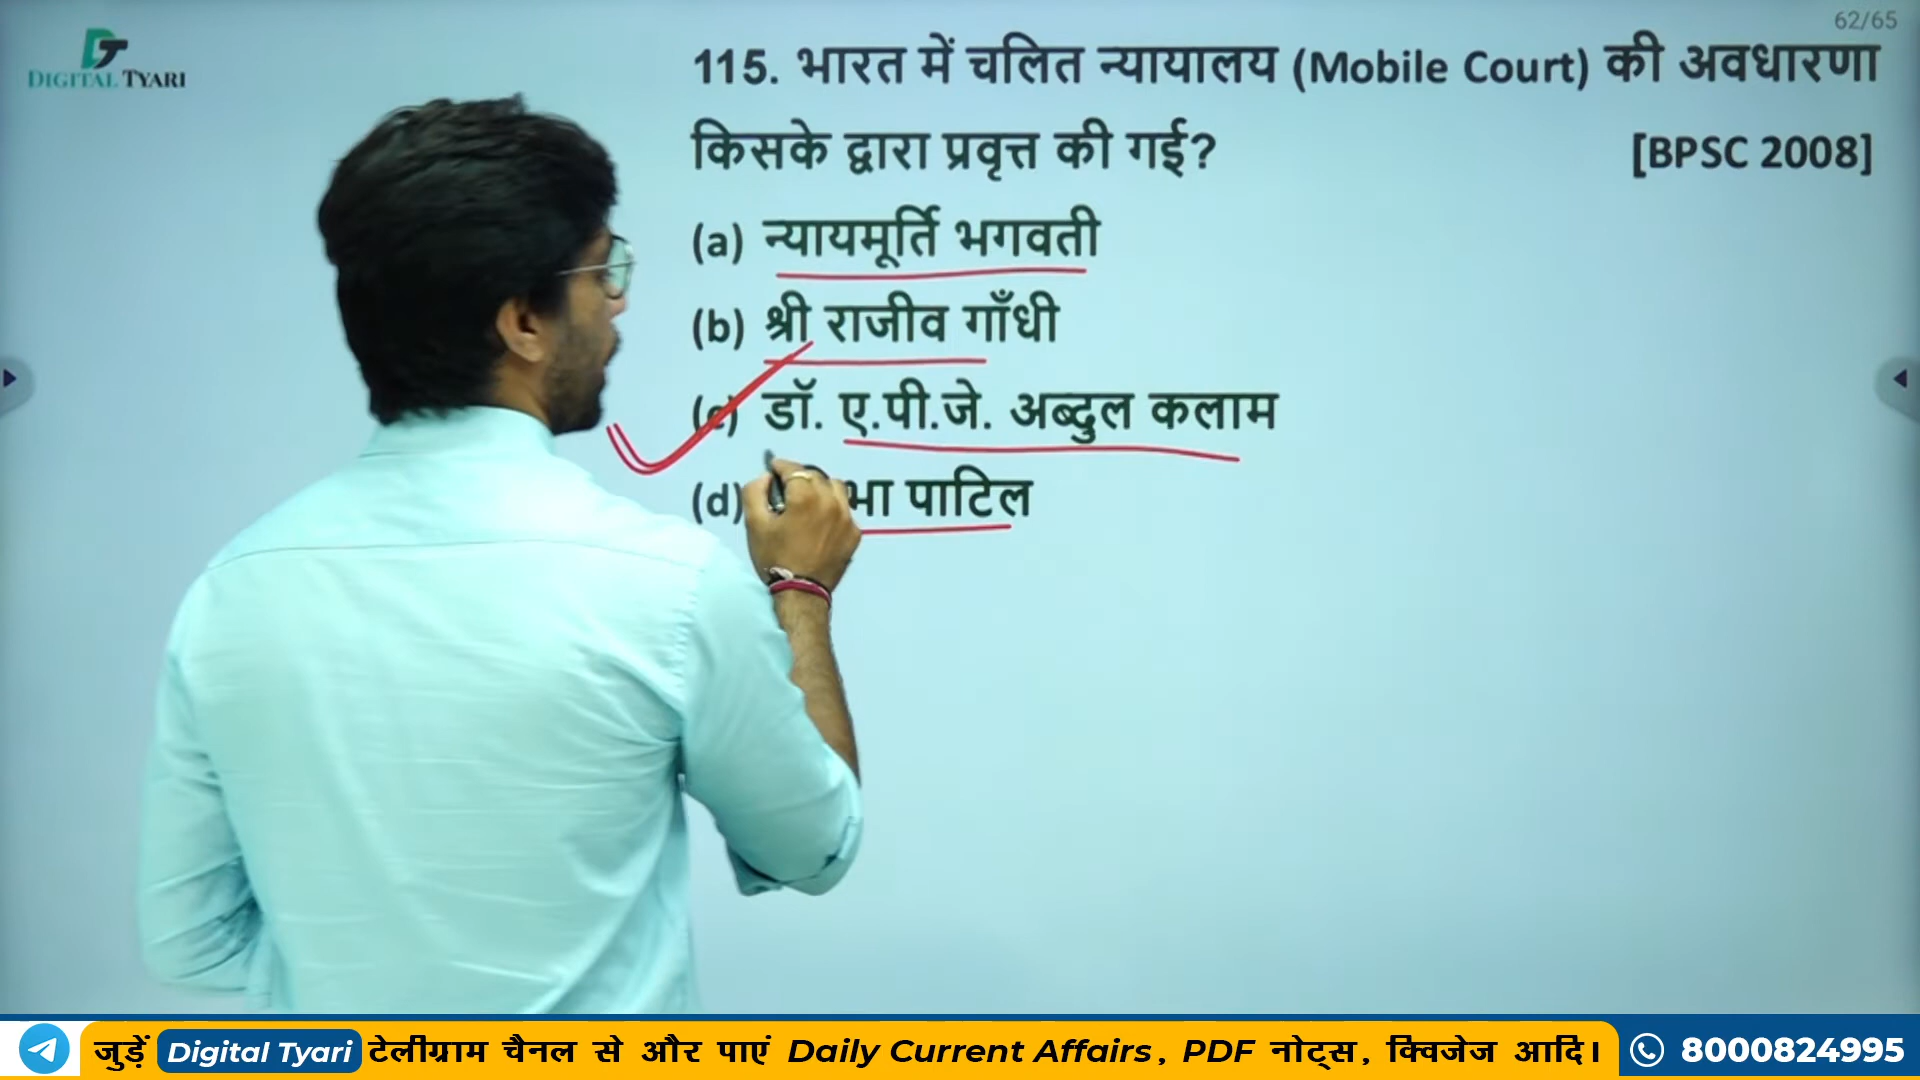 62/65
DT
DIGITAL TYARI
115. भारत में चलित न्यायालय (Mobile Court) की अवधारणा
किसके द्वारा प्रवृत्त की गई? [BPSC 2008]
(a) न्यायमूर्ति भगवती
(b) श्री राजीव गाँधी
(c) डॉ. ए.पी.जे. अब्दुल कलाम
(d) पाटिल
जुड़ें Digital Tyari टेलीग्राम चैनल से और पाएं Daily Current Affairs, PDF नोट्स, क्विजेज आदि। 8000824995